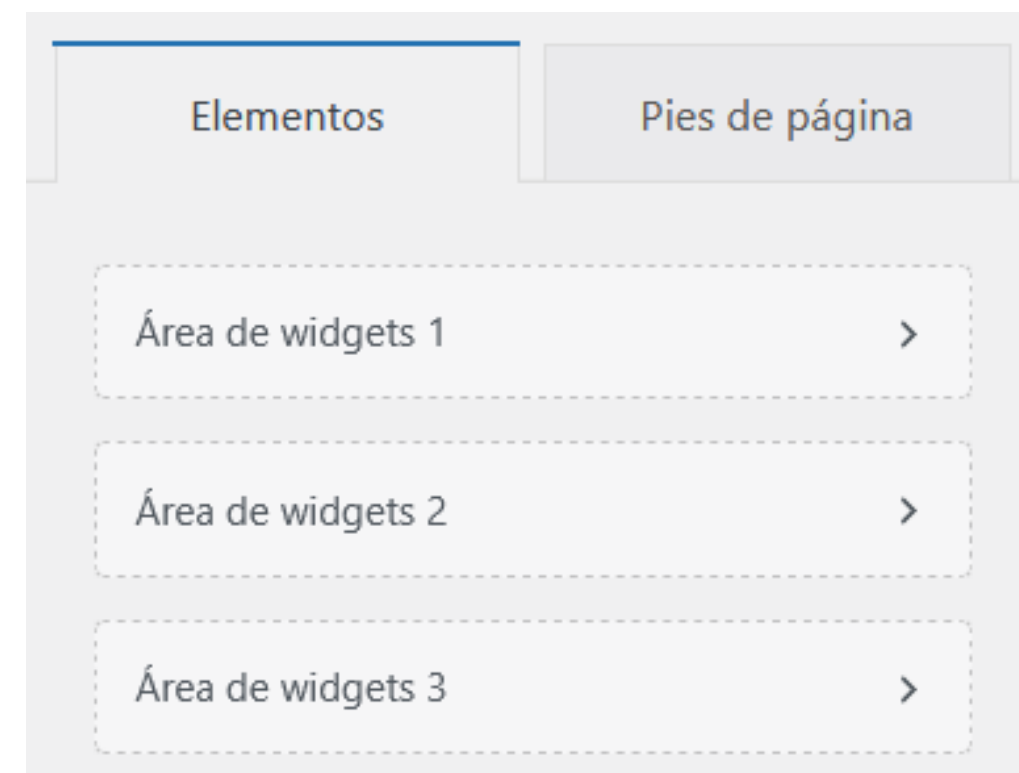 Elementos
Pies de página
Área de widgets 1
Área de widgets 2
Área de widgets 3